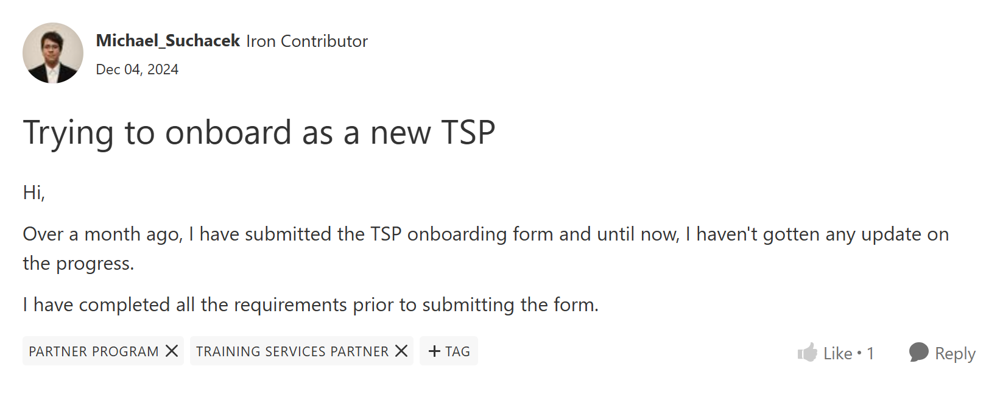 Michael_Suchacek Iron Contributor
Dec 04, 2024
Trying to onboard as a new TSP
Hi,
Over a month ago, I have submitted the TSP onboarding form and until now, I haven't gotten any update on
the progress.
I have completed all the requirements prior to submitting the form.
PARTNER PROGRAM TRAINING SERVICES PARTNER + TAG Like • 1 Reply